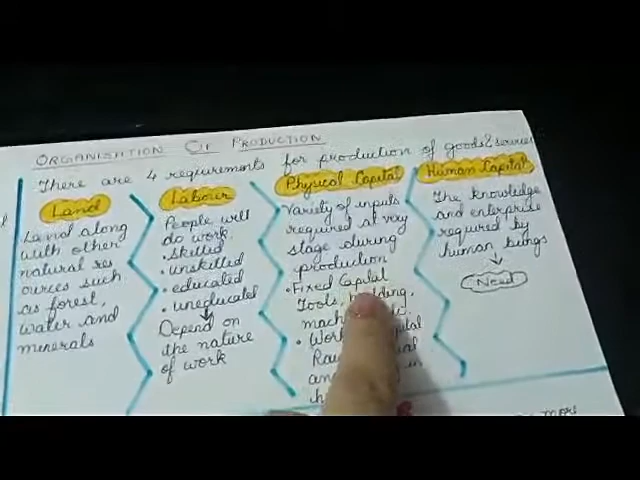 ORGANISATION OF PRODUCTION
There are 4 requirements for production of goods & services
Land
Land along
with other
natural res
ources such
as forest,
water and
minerals
Labour
People will
do work.
• skilled
• unskilled
• educated
• uneducated
Depend on
the nature
of work
Physical Capital
Variety of inputs
required at
stage during
production
• Fixed Capital
Tools,
Human Capital
The knowledge
and enterprise
required by
human
Need